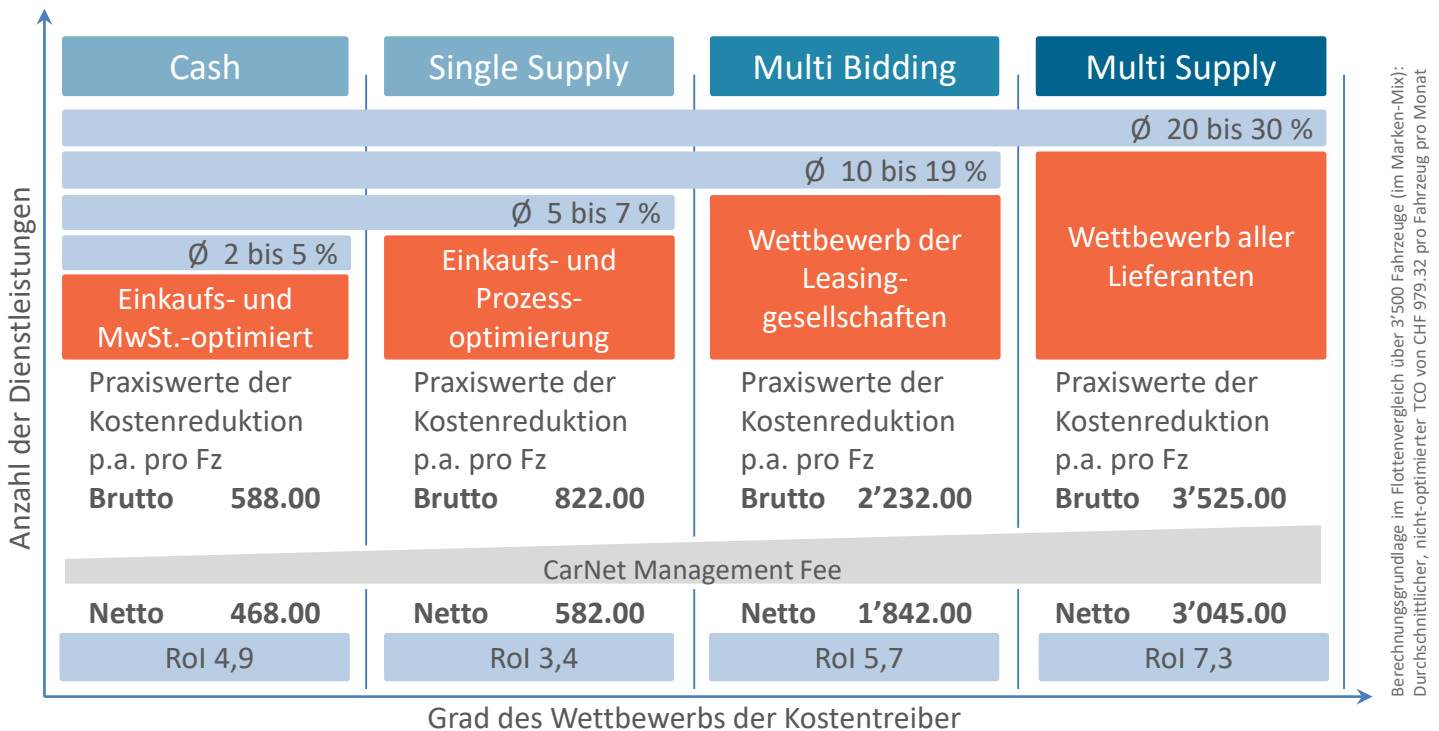 Cash
Single Supply
Multi Bidding
Multi Supply
Ø 20 bis 30 %
Ø 10 bis 19 %
Ø 5 bis 7 %
Ø 2 bis 5 %
Einkaufs- und
MwSt.-optimiert
Einkaufs- und
Prozess-
optimierung
Wettbewerb der
Leasing-
gesellschaften
Wettbewerb aller
Lieferanten
Praxiswerte der
Kostenreduktion
p.a. pro Fz
Brutto 588.00
Praxiswerte der
Kostenreduktion
p.a. pro Fz
Brutto 822.00
Praxiswerte der
Kostenreduktion
p.a. pro Fz
Brutto 2’232.00
Praxiswerte der
Kostenreduktion
p.a. pro Fz
Brutto 3’525.00
CarNet Management Fee
Netto 468.00
Netto 582.00
Netto 1’842.00
Netto 3’045.00
RoI 4,9
RoI 3,4
RoI 5,7
RoI 7,3
Anzahl der Dienstleistungen
Grad des Wettbewerbs der Kostentreiber
Berechnungsgrundlage im Flottenvergleich über 3’500 Fahrzeuge (im Marken-Mix):
Durchschnittlicher, nicht-optimierter TCO von CHF 979.32 pro Fahrzeug pro Monat